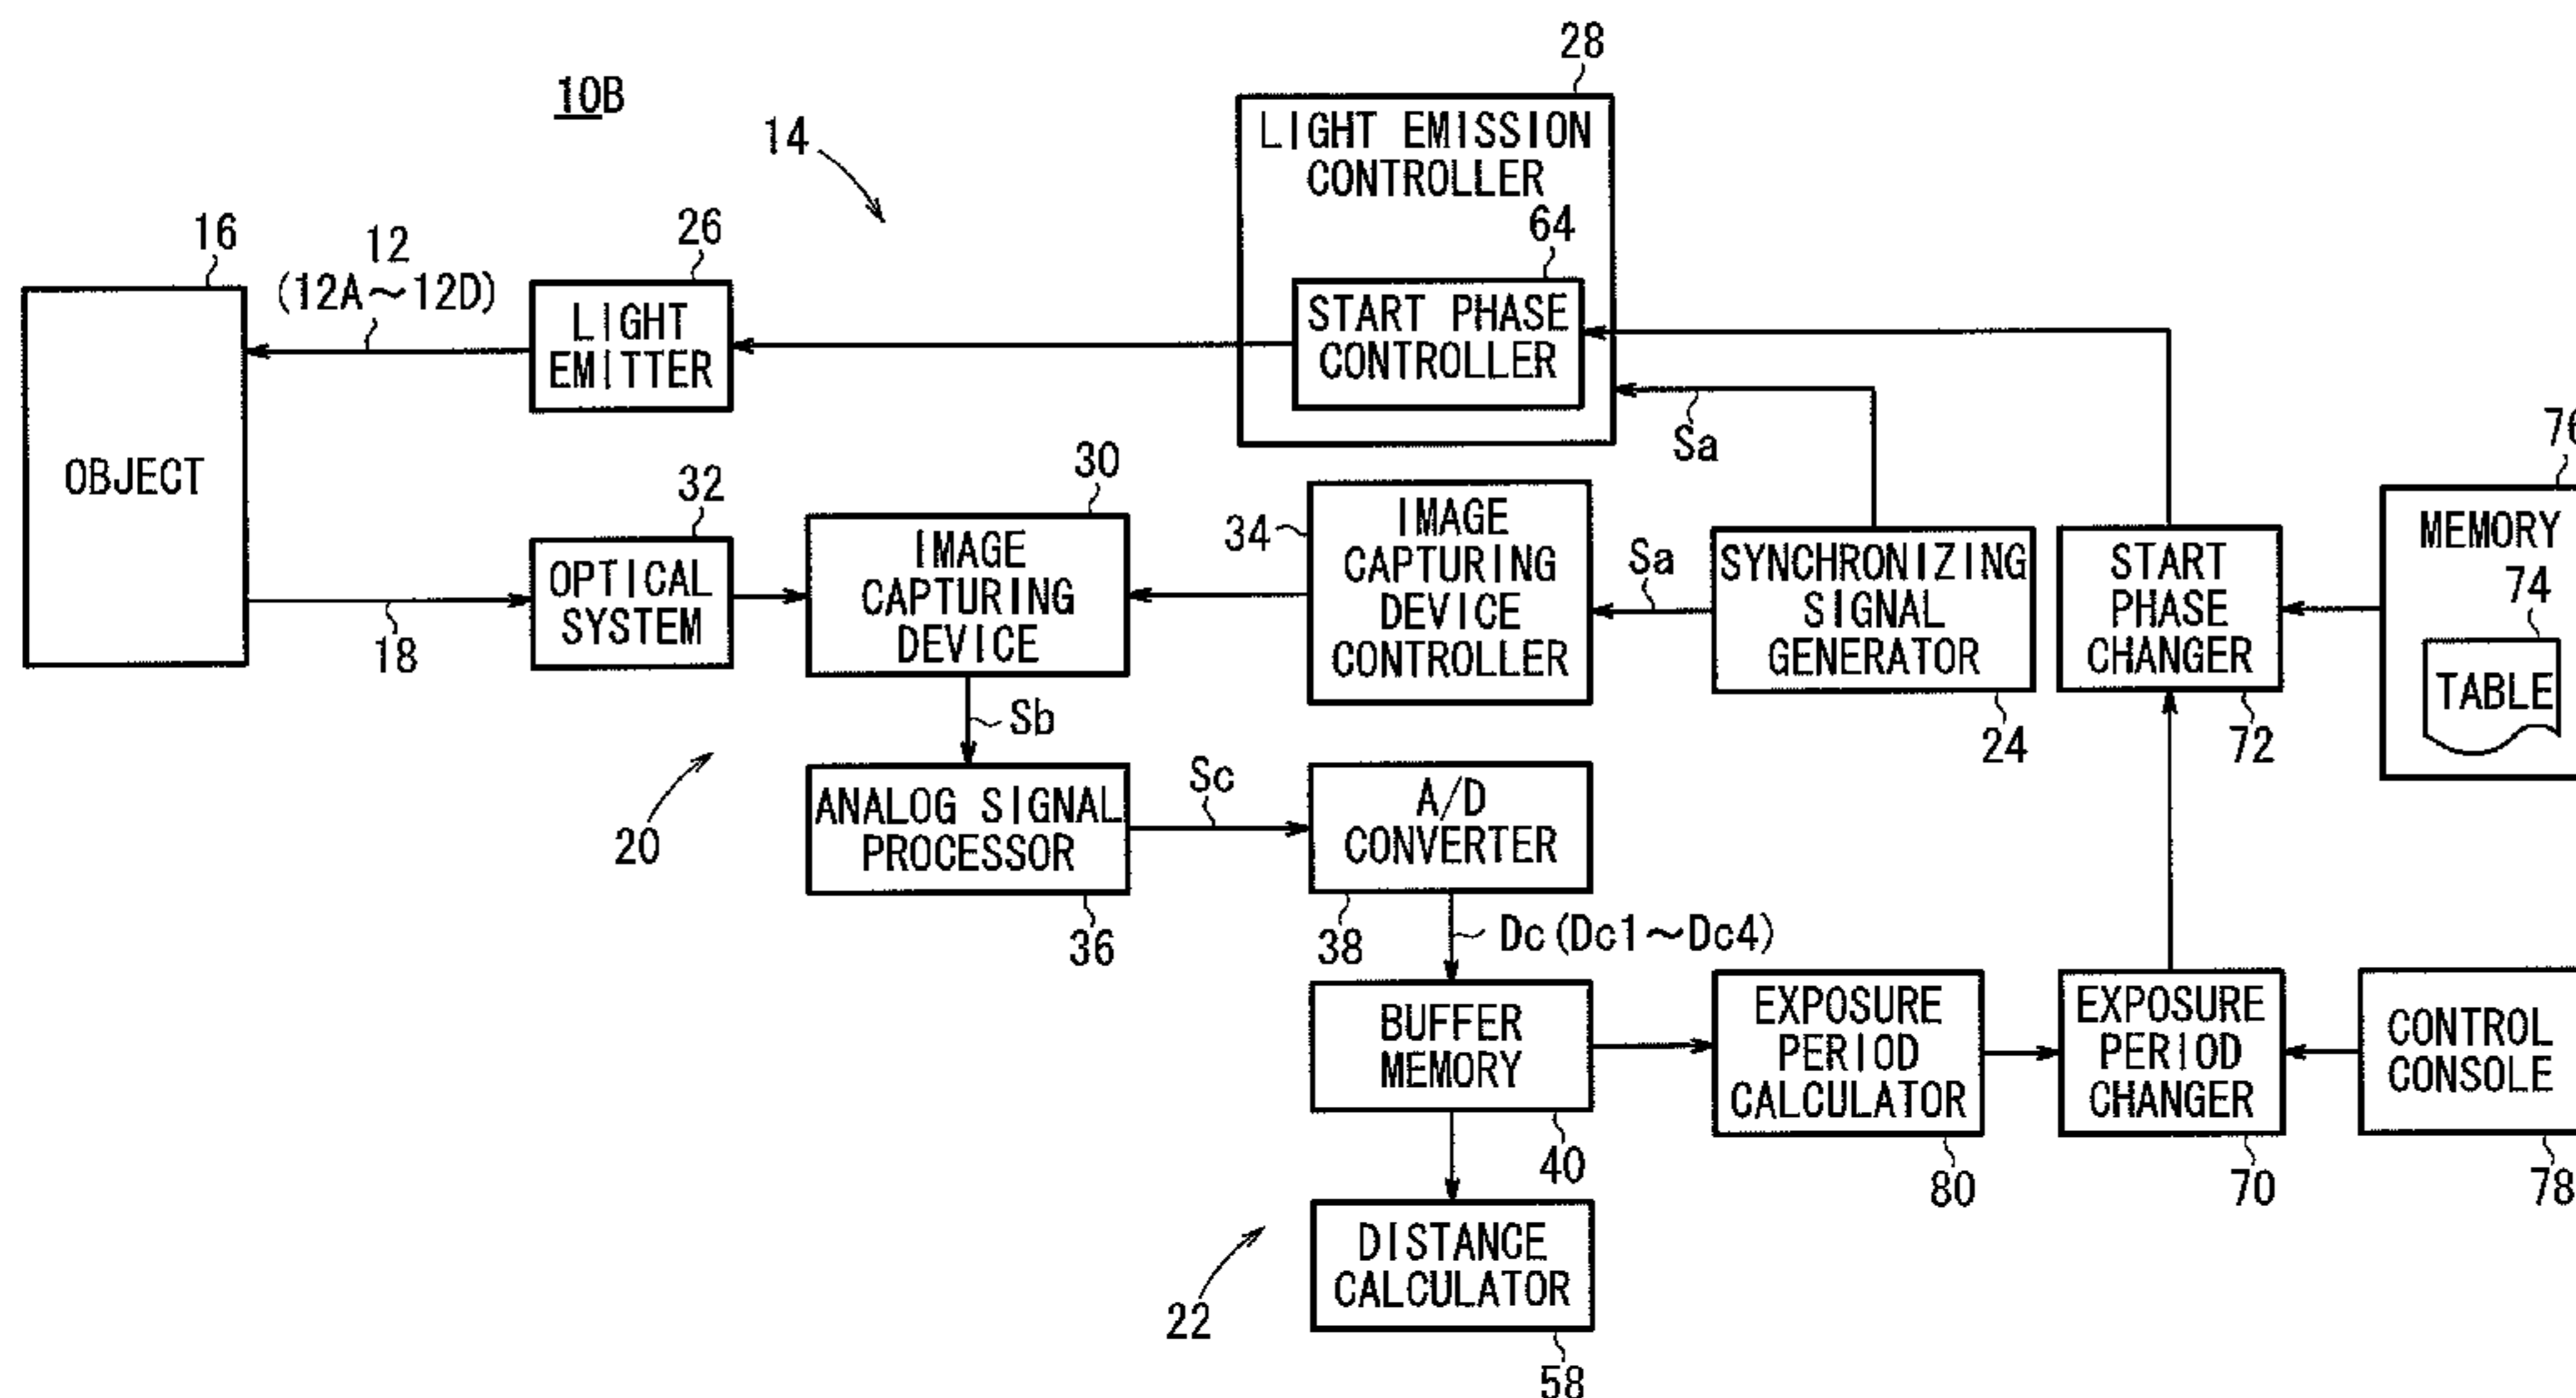 10B
14
28
LIGHT EMISSION
CONTROLLER
64
START PHASE
CONTROLLER
16
OBJECT
12
(12A～12D)
26
LIGHT
EMITTER
Sa
18
32
OPTICAL
SYSTEM
30
IMAGE
CAPTURING
DEVICE
34
IMAGE
CAPTURING
DEVICE
CONTROLLER
Sa
SYNCHRONIZING
SIGNAL
GENERATOR
24
START
PHASE
CHANGER
72
76
MEMORY
74
TABLE
Sb
20
ANALOG SIGNAL
PROCESSOR
36
Sc
A/D
CONVERTER
38
Dc(Dc1～Dc4)
BUFFER
MEMORY
40
EXPOSURE
PERIOD
CALCULATOR
80
EXPOSURE
PERIOD
CHANGER
70
CONTROL
CONSOLE
78
22
DISTANCE
CALCULATOR
58